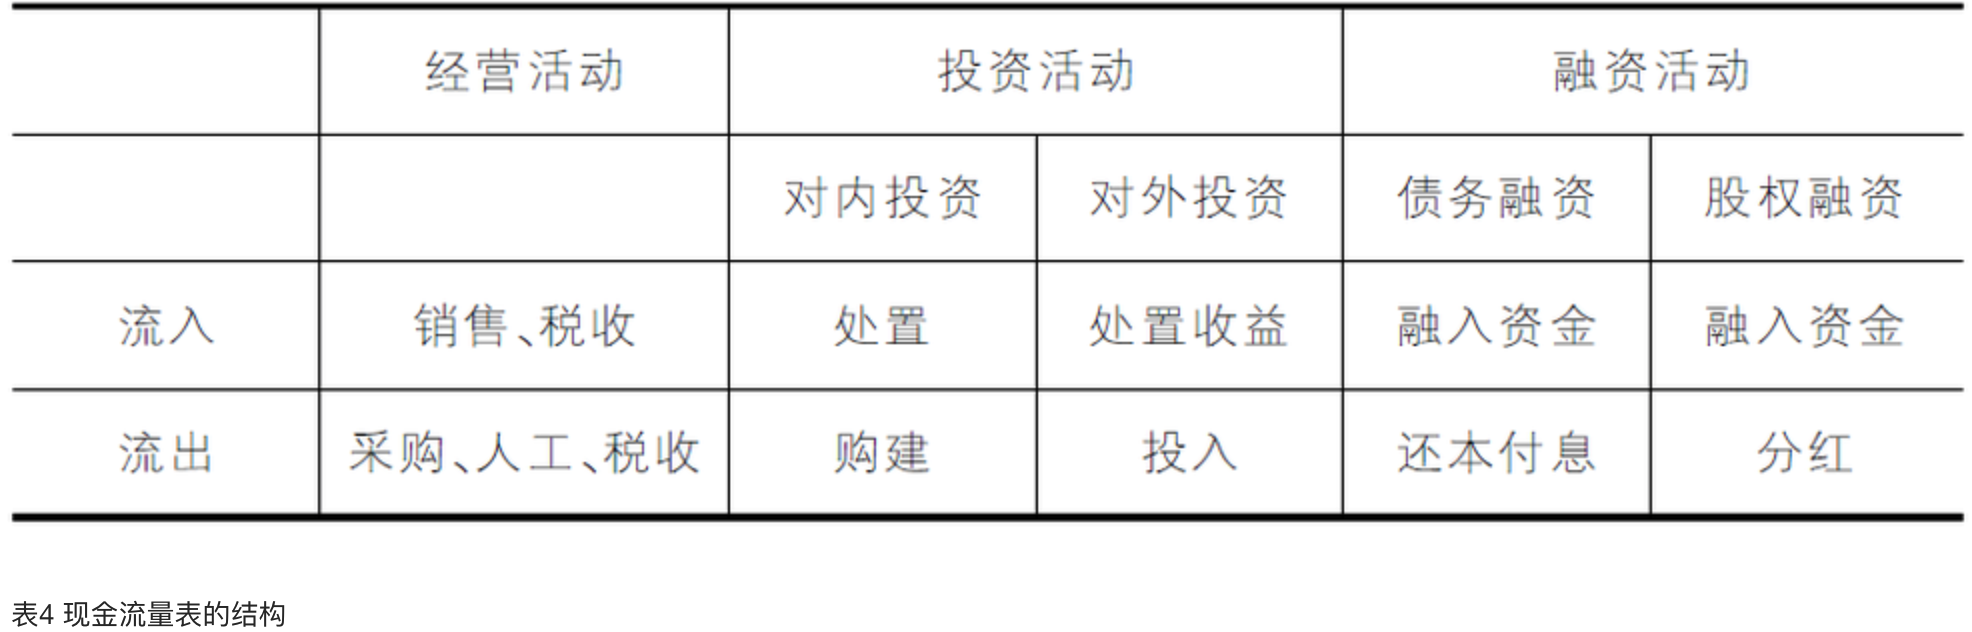 经营活动 投资活动 融资活动
对内投资 对外投资 债务融资 股权融资
流入 销售、税收 处置 处置收益 融入资金 融入资金
流出 采购、人工、税收 购建 投入 还本付息 分红
表4 现金流量表的结构